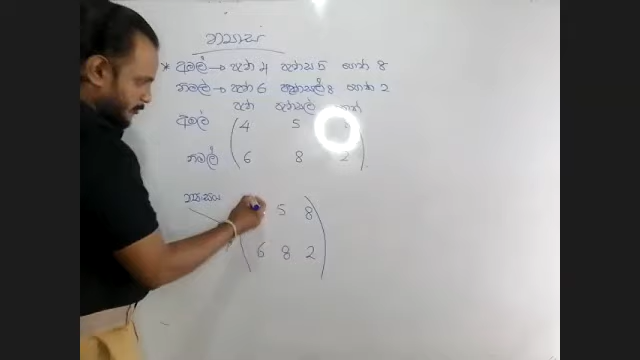 න්‍යාස
* අමල් → පෑන් 4 පැන්සල් 5 පොත් 8
නිමල් → පෑන් 6 පැන්සල් 8 පොත් 2
පෑන් පැන්සල් පොත්
අමල් 4 5
නිමල් 6 8 2
න්‍යාසය
5 8
6 8 2